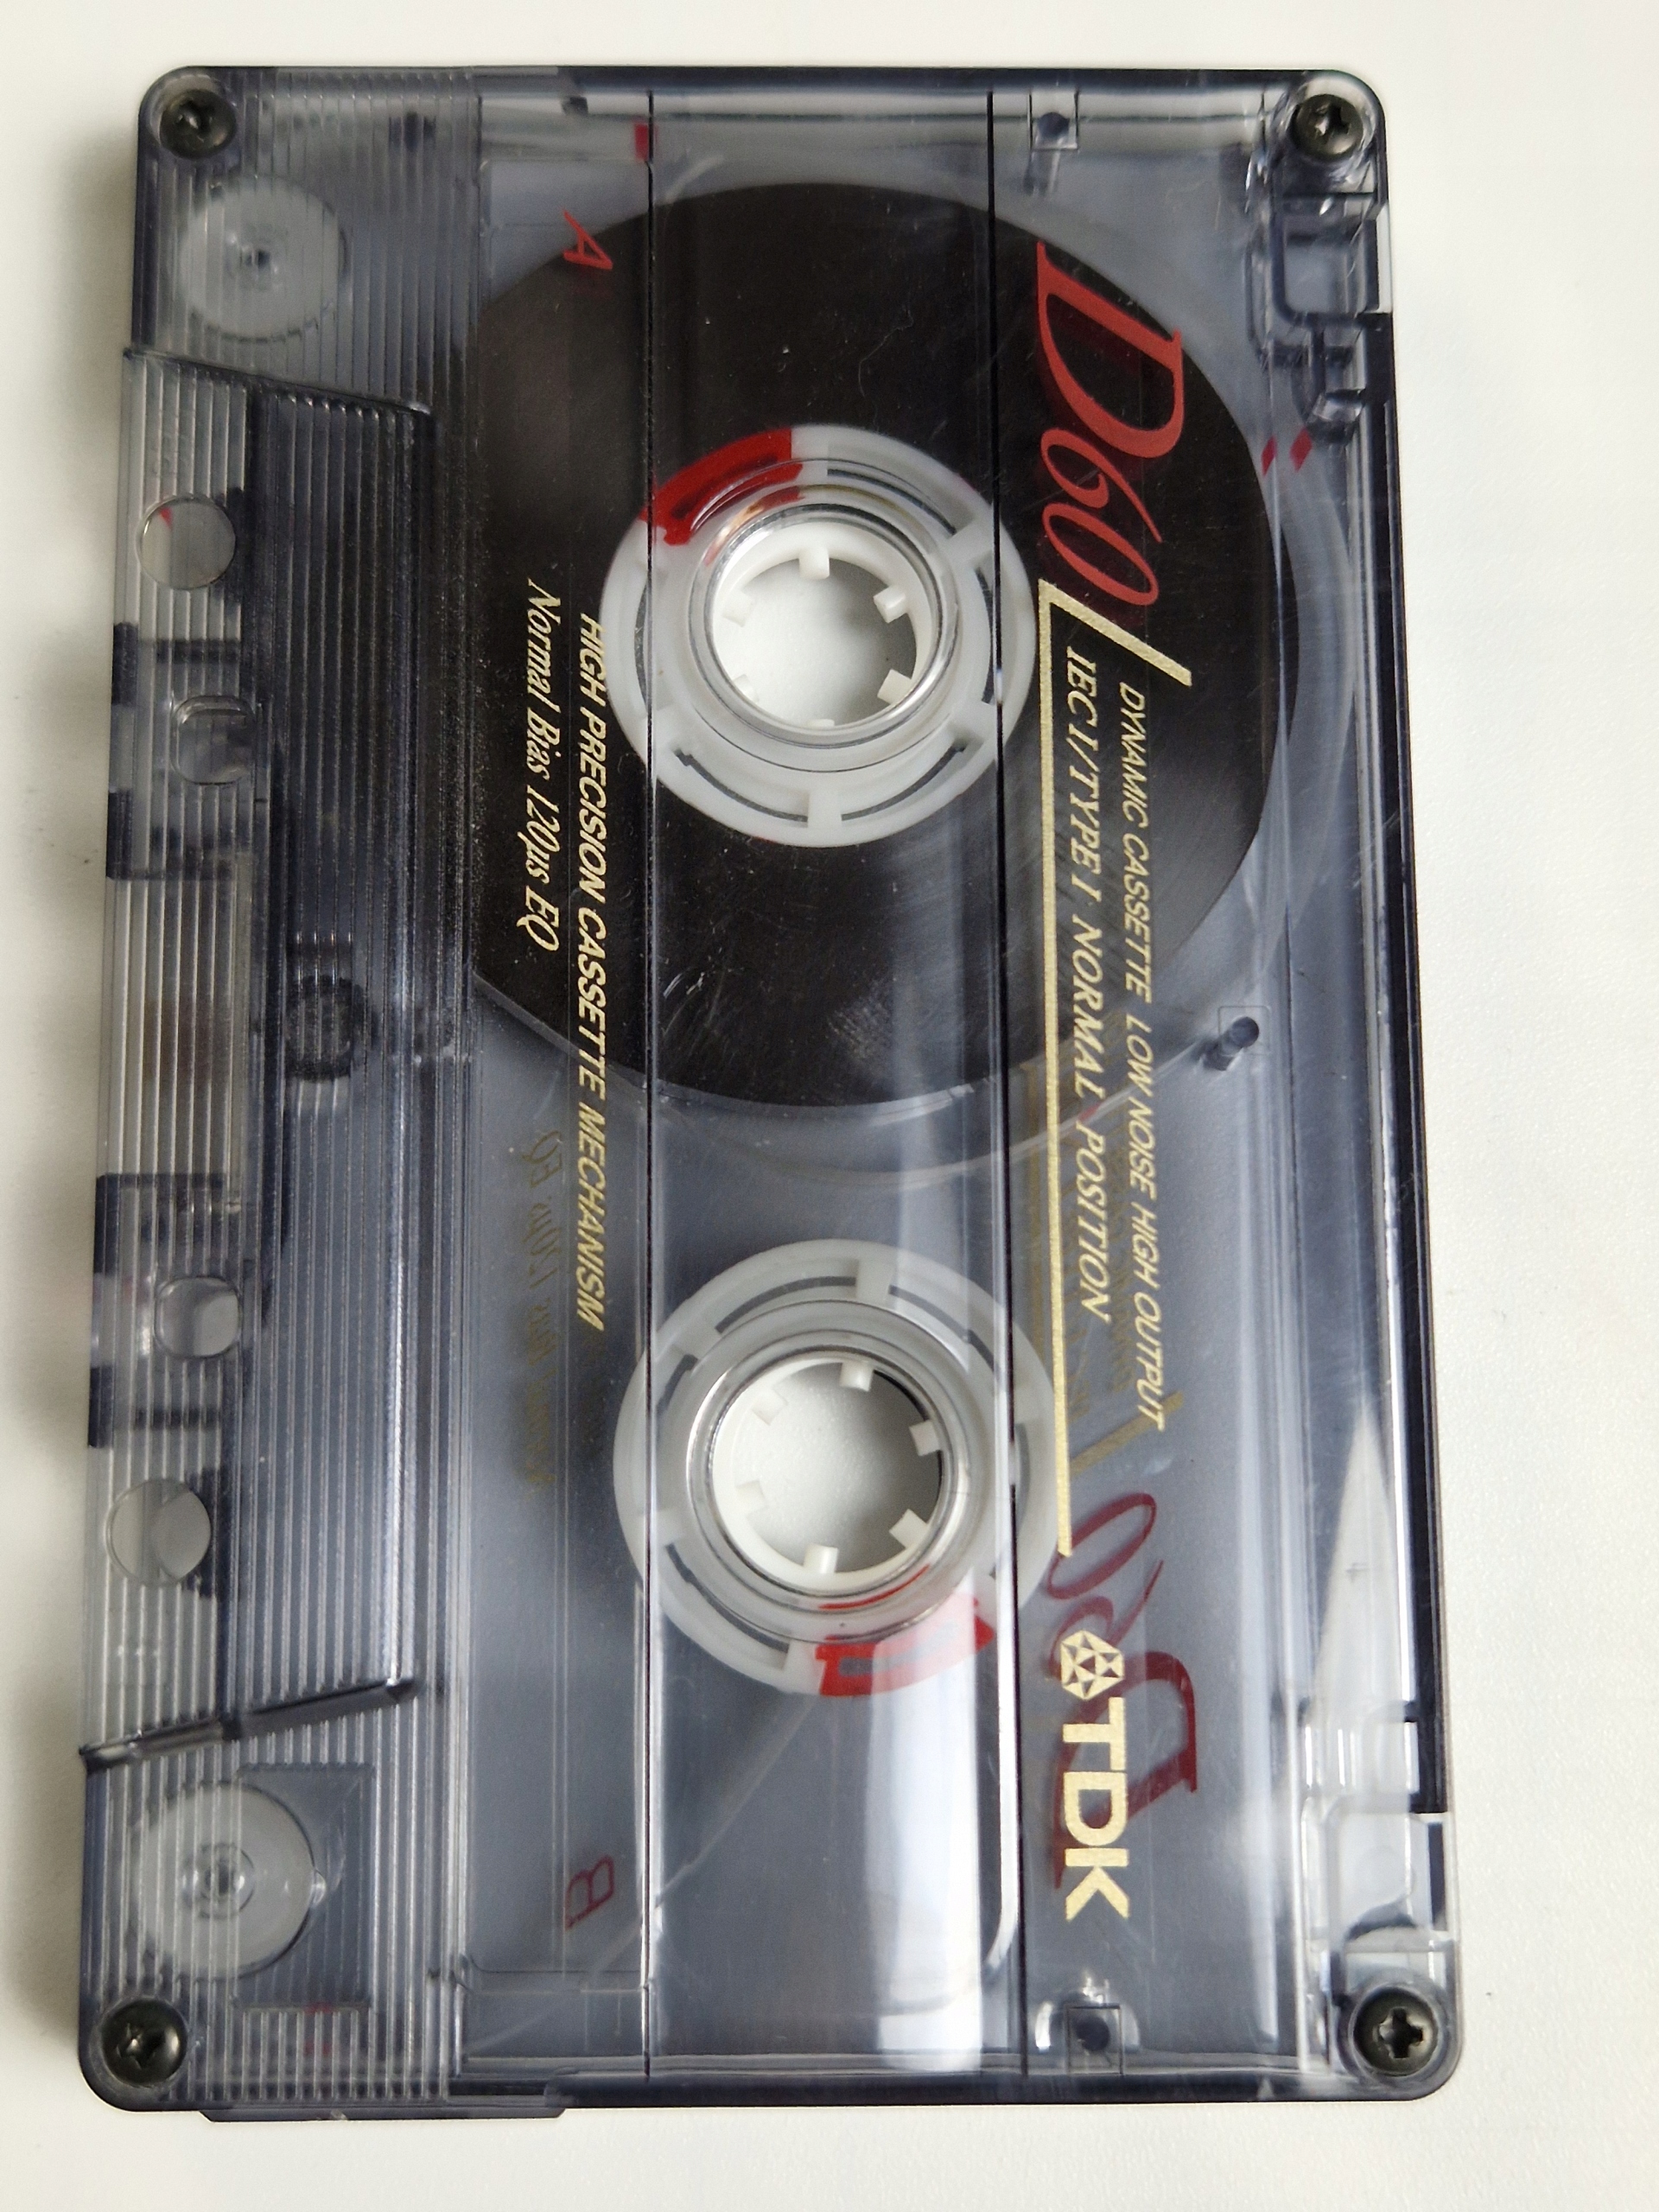 D60
DYNAMIC CASSETTE LOW NOISE HIGH OUTPUT
IEC I/TYPE I NORMAL POSITION
TDK
A
HIGH PRECISION CASSETTE MECHANISM
Normal Bias 120µs EQ
B
D60